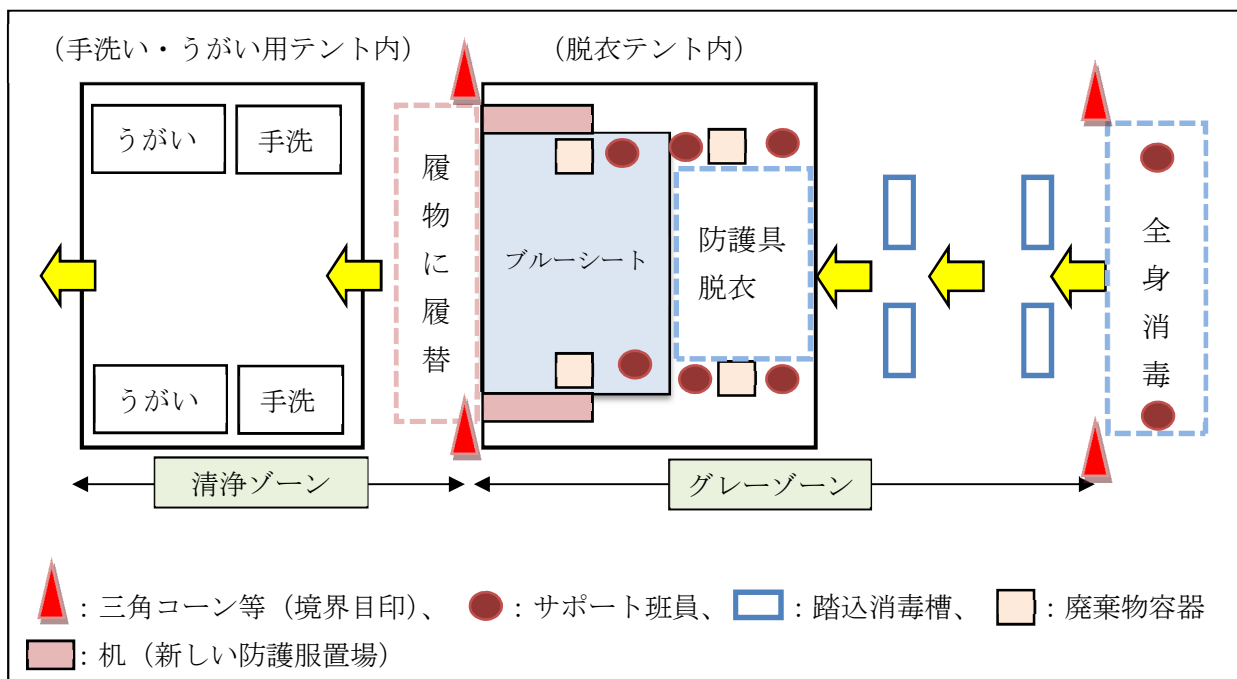 (手洗い・うがい用テント内)
(脱衣テント内)
うがい
手洗
うがい
手洗
履物に履替
ブルーシート
防護具
脱衣
全身消毒
清浄ゾーン
グレーゾーン
:三角コーン等(境界目印)、
:サポート班員、
:踏込消毒槽、
:廃棄物容器
:机(新しい防護服置場)